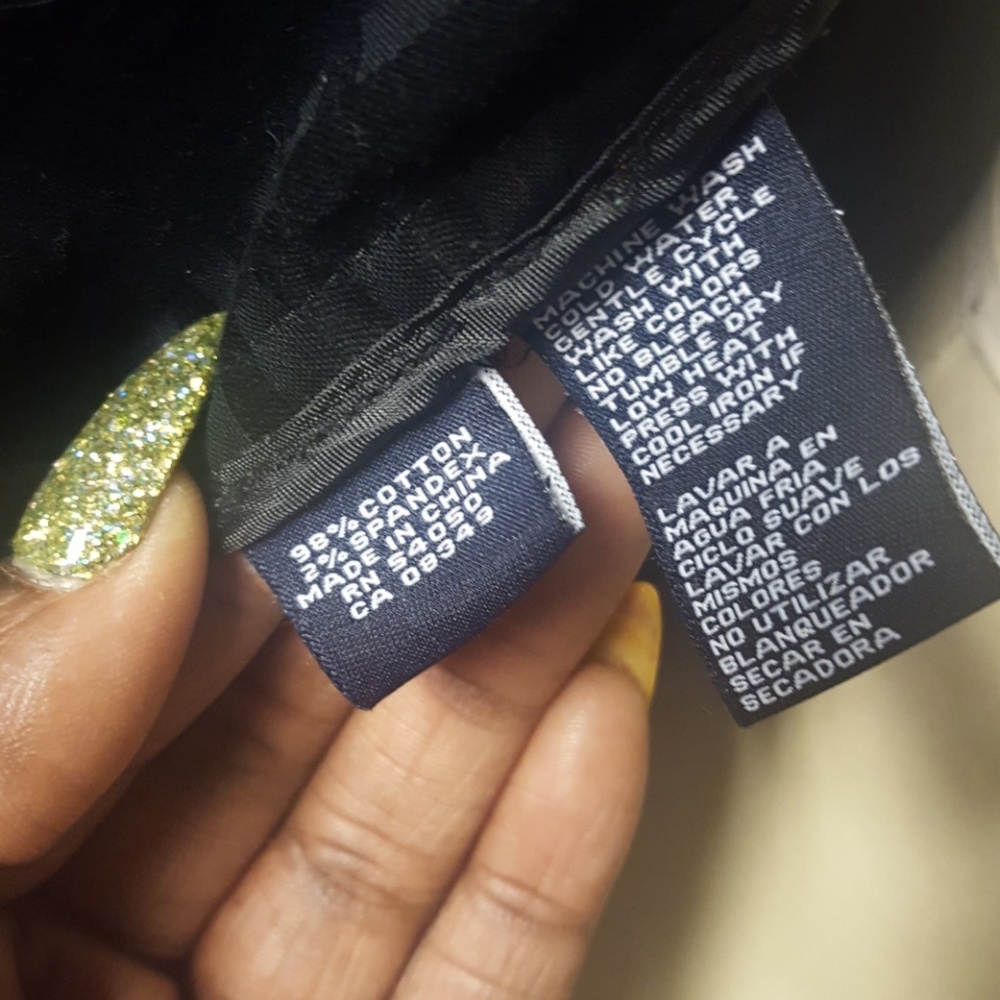 98% COTTON
2% SPANDEX
MADE IN CHINA
RN 54050
CA 08349
MACHINE WASH
COLD WATER
GENTLE CYCLE
WASH WITH
LIKE COLORS
NO BLEACH
TUMBLE DRY
LOW HEAT
PRESS WITH
COOL IRON IF
NECESSARY
LAVAR A
MAQUINA EN
AGUA FRIA
CICLO SUAVE
LAVAR CON LOS
MISMOS
COLORES
NO UTILIZAR
BLANQUEADOR
SECAR EN
SECADORA